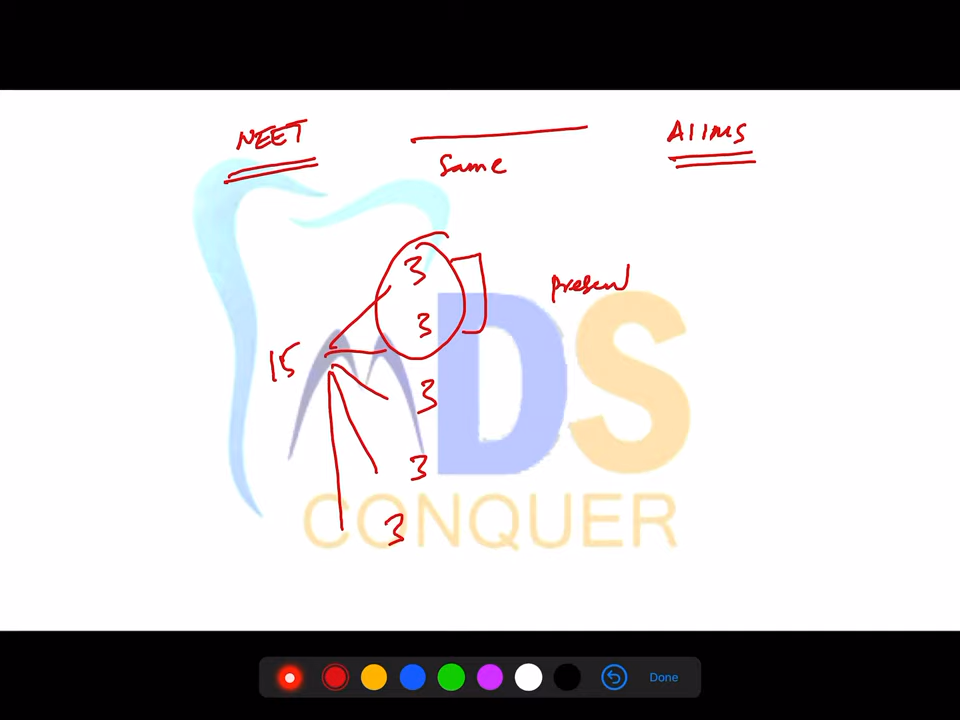 NEET AIIMS
same
3
present
3
15
3
3
3
MDS
CONQUER
Done